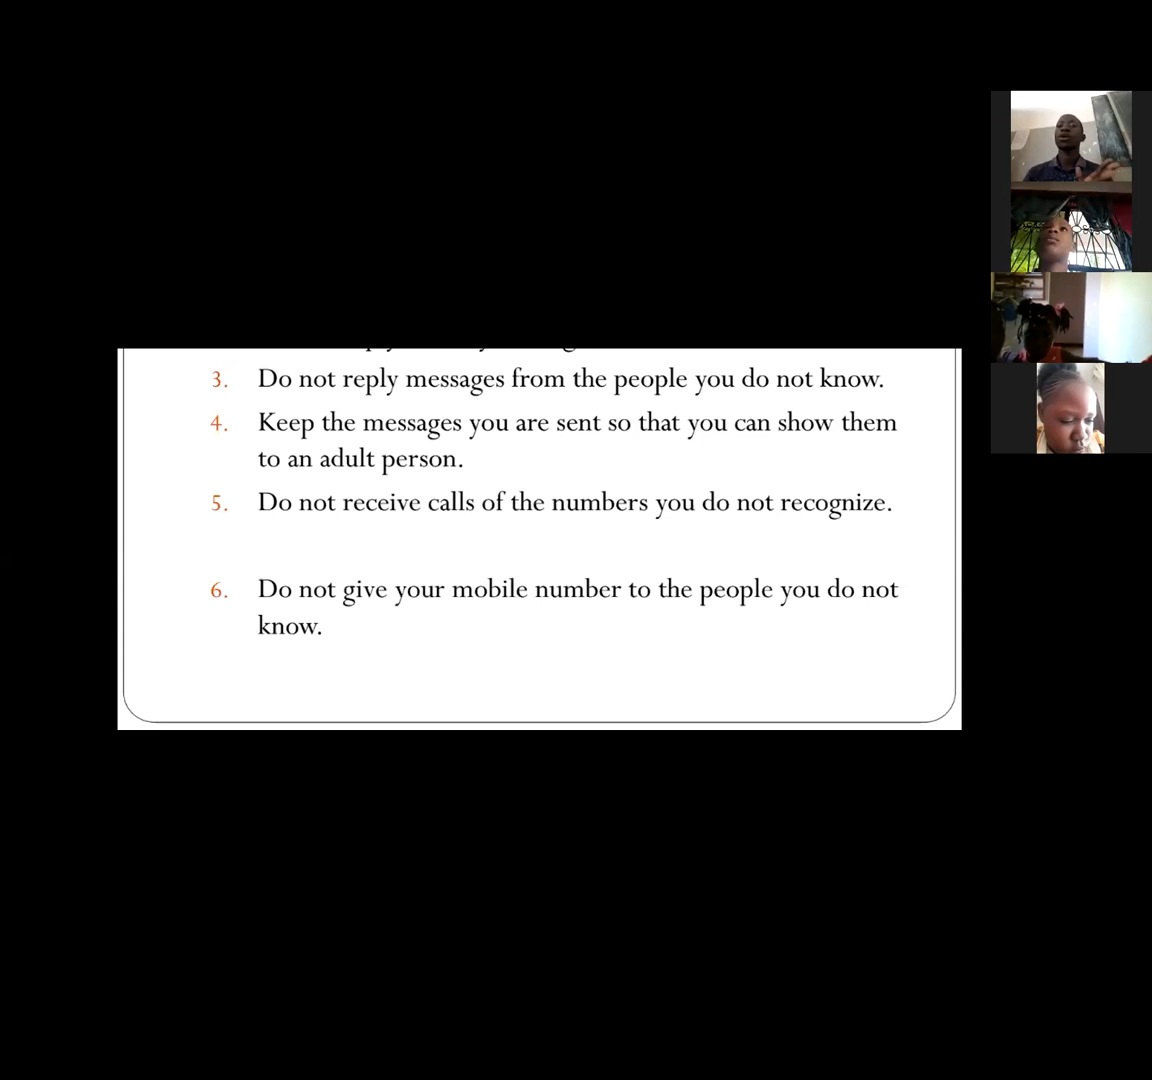 3. Do not reply messages from the people you do not know.
4. Keep the messages you are sent so that you can show them
to an adult person.
5. Do not receive calls of the numbers you do not recognize.
6. Do not give your mobile number to the people you do not
know.